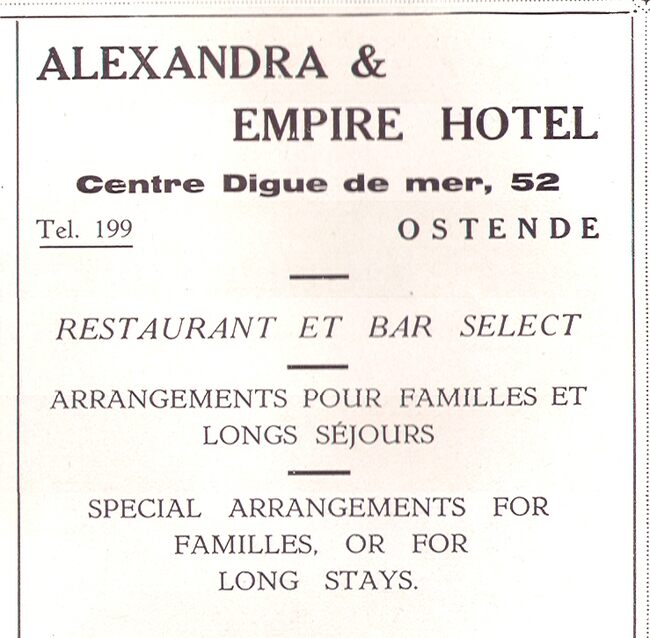 ALEXANDRA &
EMPIRE HOTEL
Centre Digue de mer, 52
Tel. 199 OSTENDE
RESTAURANT ET BAR SELECT
ARRANGEMENTS POUR FAMILLES ET
LONGS SÉJOURS
SPECIAL ARRANGEMENTS FOR
FAMILLES, OR FOR
LONG STAYS.